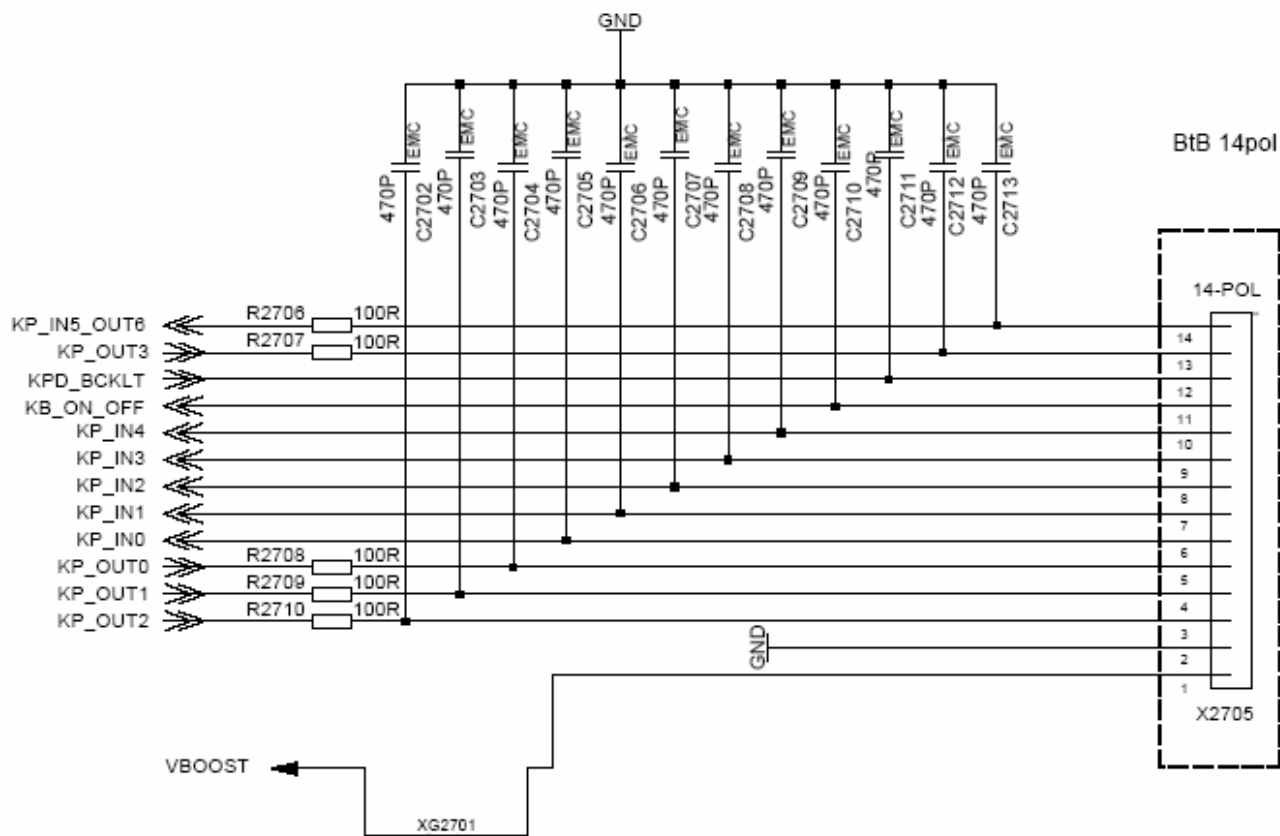 GND
EMC EMC EMC EMC EMC EMC EMC EMC EMC EMC EMC EMC
470P 470P 470P 470P 470P 470P 470P 470P 470P 470P 470P 470P
C2702 C2703 C2704 C2705 C2706 C2707 C2708 C2709 C2710 C2711 C2712 C2713
BtB 14pol
14-POL
KP_IN5_OUT6 R2706 100R 14
KP_OUT3 R2707 100R 13
KPD_BCKLT 12
KB_ON_OFF 11
KP_IN4 10
KP_IN3 9
KP_IN2 8
KP_IN1 7
KP_IN0 6
KP_OUT0 R2708 100R 5
KP_OUT1 R2709 100R 4
KP_OUT2 R2710 100R 3
GND 2
1
X2705
VBOOST
XG2701